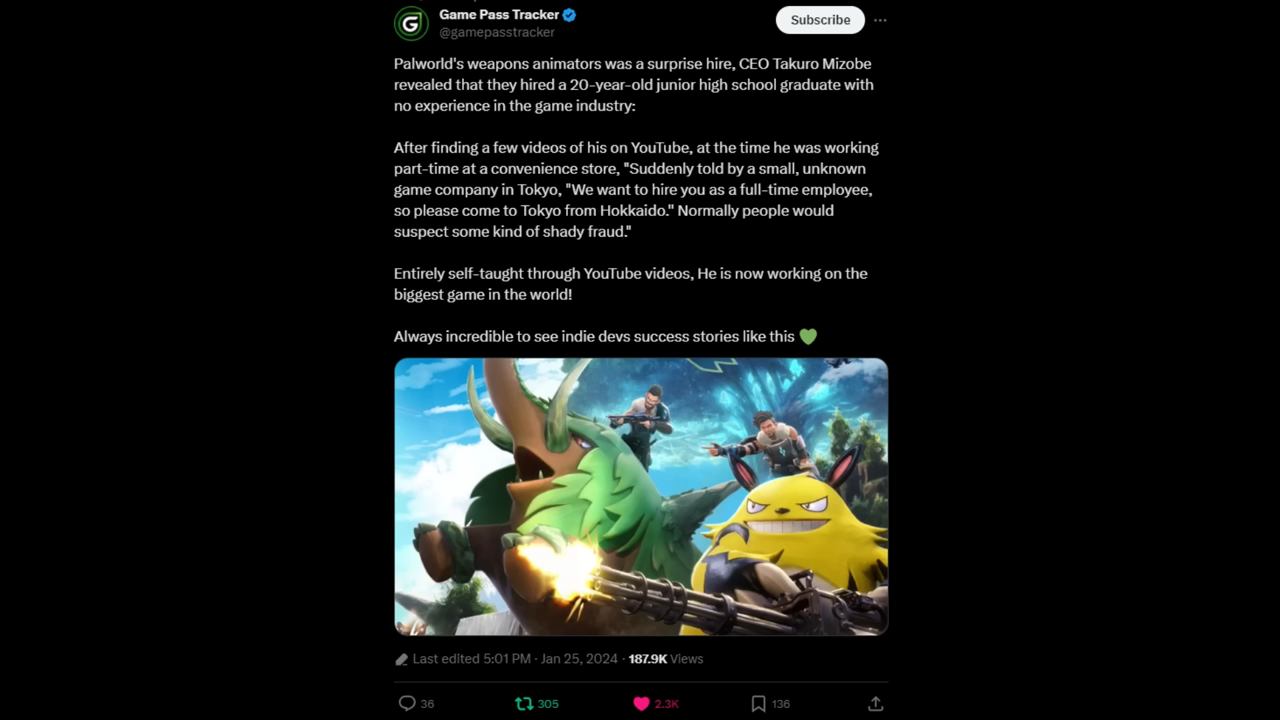 Game Pass Tracker
@gamepasstracker
Subscribe
Palworld's weapons animators was a surprise hire, CEO Takuro Mizobe
revealed that they hired a 20-year-old junior high school graduate with
no experience in the game industry:
After finding a few videos of his on YouTube, at the time he was working
part-time at a convenience store, "Suddenly told by a small, unknown
game company in Tokyo, "We want to hire you as a full-time employee,
so please come to Tokyo from Hokkaido." Normally people would
suspect some kind of shady fraud."
Entirely self-taught through YouTube videos, He is now working on the
biggest game in the world!
Always incredible to see indie devs success stories like this 💚
Last edited 5:01 PM · Jan 25, 2024 · 187.9K Views
36 305 2.3K 136